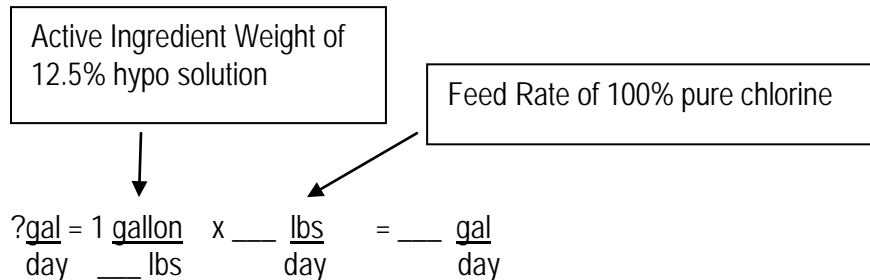 Active Ingredient Weight of
12.5% hypo solution
Feed Rate of 100% pure chlorine
?gal = 1 gallon x ___ lbs = ___ gal
day ___ lbs day day